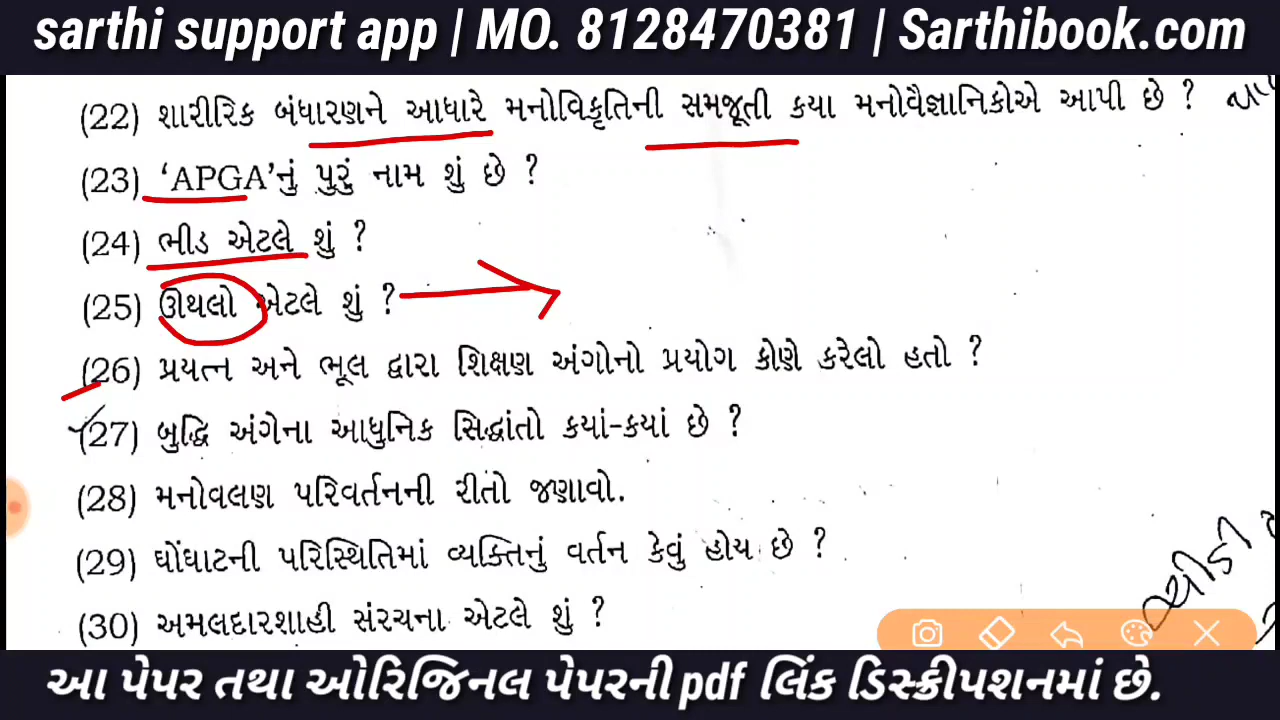 sarthi support app | MO. 8128470381 | Sarthibook.com
(22) શારીરિક બંધારણને આધારે મનોવિકૃતિની સમજૂતી કયા મનોવૈજ્ઞાનિકોએ આપી છે ?
(23) ‘APGA’નું પુરું નામ શું છે ?
(24) ભીડ એટલે શું ?
(25) ઊથલો એટલે શું ?
(26) પ્રયત્ન અને ભૂલ દ્વારા શિક્ષણ અંગોનો પ્રયોગ કોણે કરેલો હતો ?
(27) બુદ્ધિ અંગેના આધુનિક સિદ્ધાંતો કયાં-કયાં છે ?
(28) મનોવલણ પરિવર્તનની રીતો જણાવો.
(29) ઘોંઘાટની પરિસ્થિતિમાં વ્યક્તિનું વર્તન કેવું હોય છે ?
(30) અમલદારશાહી સંરચના એટલે શું ?
આ પેપર તથા ઓરિજિનલ પેપરની pdf લિંક ડિસ્ક્રીપશનમાં છે.